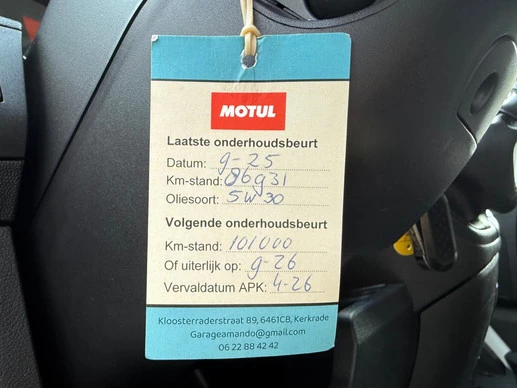 MOTUL
Laatste onderhoudsbeurt
Datum: 9-25
Km-stand: 86931
Oliesoort: 5W30
Volgende onderhoudsbeurt
Km-stand: 101000
Of uiterlijk op: 9-26
Vervaldatum APK: 4-26
Kloosterraderstraat 89, 6461CB, Kerkrade
Garageamando@gmail.com
06 22 88 42 42